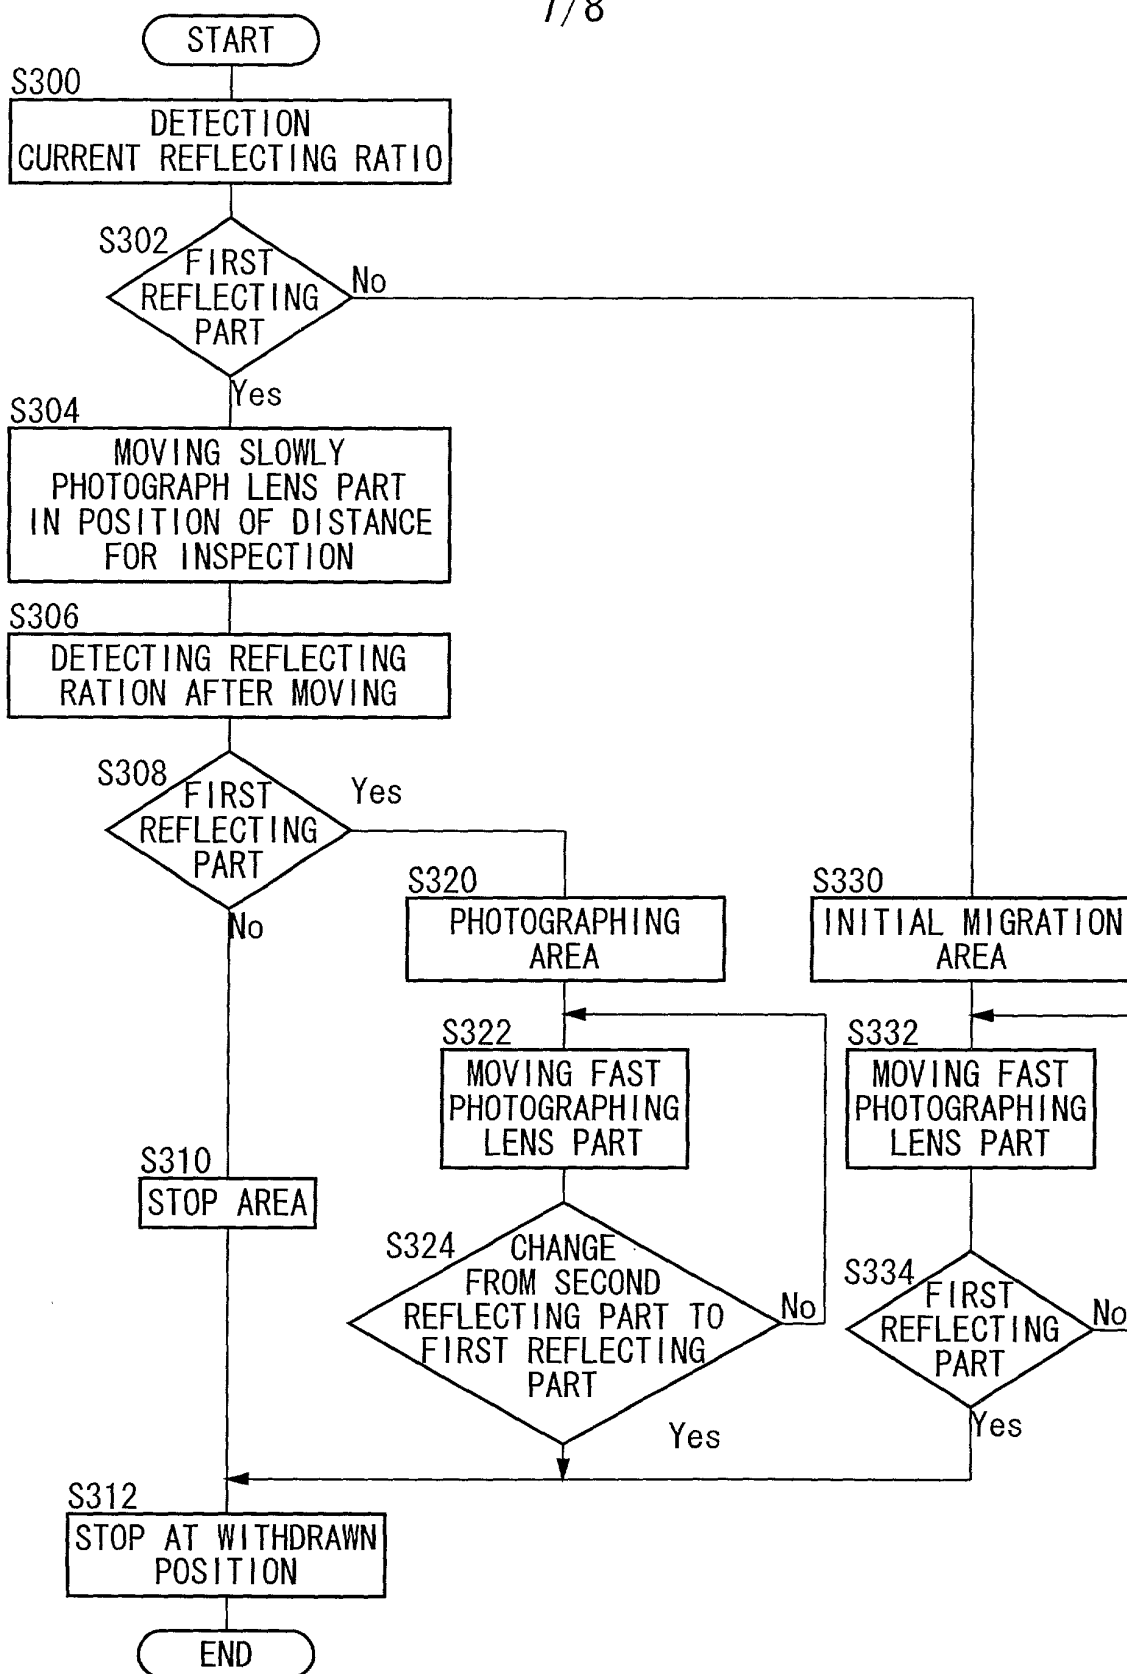 7/8
START
S300
DETECTION
CURRENT REFLECTING RATIO
S302
FIRST
REFLECTING
PART
No
Yes
S304
MOVING SLOWLY
PHOTOGRAPH LENS PART
IN POSITION OF DISTANCE
FOR INSPECTION
S306
DETECTING REFLECTING
RATION AFTER MOVING
S308
FIRST
REFLECTING
PART
Yes
No
S320
PHOTOGRAPHING
AREA
S330
INITIAL MIGRATION
AREA
S322
MOVING FAST
PHOTOGRAPHING
LENS PART
S332
MOVING FAST
PHOTOGRAPHING
LENS PART
S310
STOP AREA
S324
CHANGE
FROM SECOND
REFLECTING PART TO
FIRST REFLECTING
PART
No
Yes
S334
FIRST
REFLECTING
PART
No
Yes
S312
STOP AT WITHDRAWN
POSITION
END